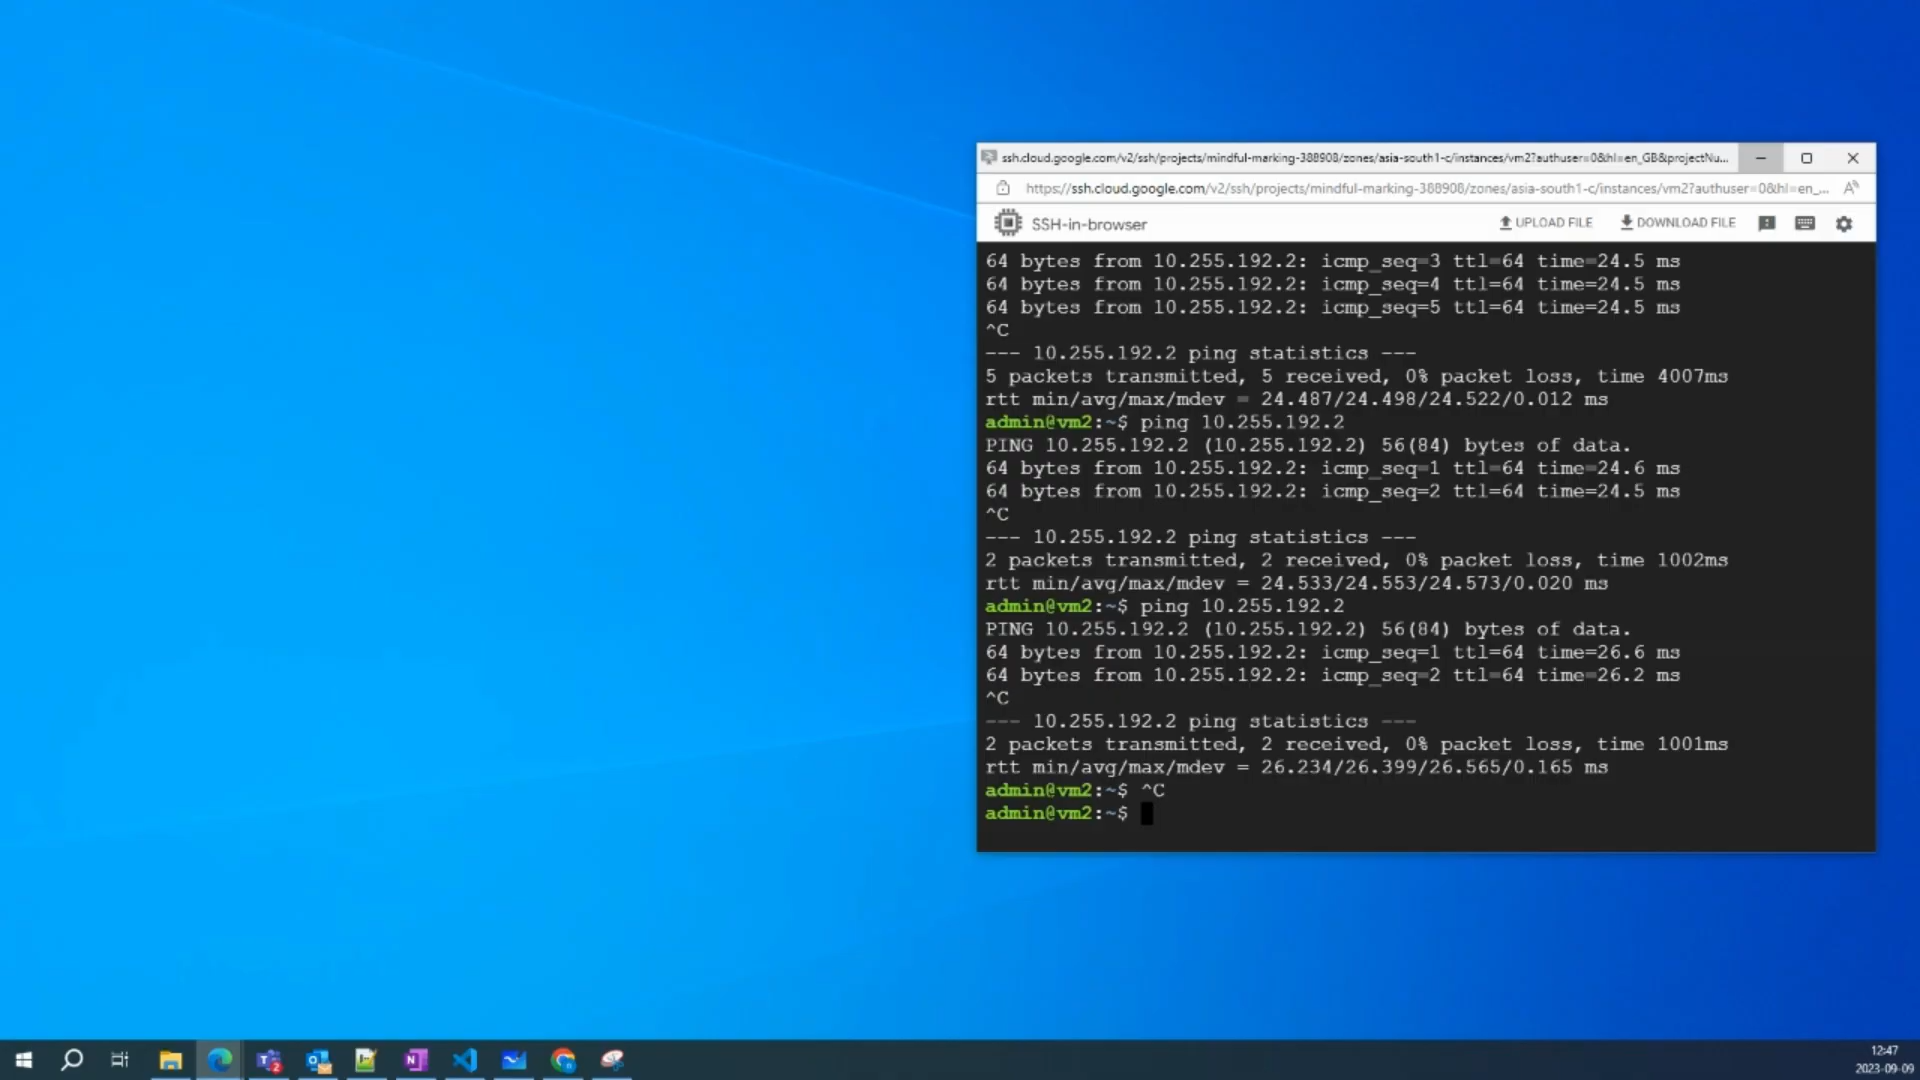 ssh.cloud.google.com/v2/ssh/projects/mindful-marking-388908/zones/asia-south1-c/instances/vm2?authuser=0&hl=en_GB&projectNu...
https://ssh.cloud.google.com/v2/ssh/projects/mindful-marking-388908/zones/asia-south1-c/instances/vm2?authuser=0&hl=en_...
SSH-in-browser
UPLOAD FILE
DOWNLOAD FILE
64 bytes from 10.255.192.2: icmp_seq=3 ttl=64 time=24.5 ms
64 bytes from 10.255.192.2: icmp_seq=4 ttl=64 time=24.5 ms
64 bytes from 10.255.192.2: icmp_seq=5 ttl=64 time=24.5 ms
^C
--- 10.255.192.2 ping statistics ---
5 packets transmitted, 5 received, 0% packet loss, time 4007ms
rtt min/avg/max/mdev = 24.487/24.498/24.522/0.012 ms
admin@vm2:~$ ping 10.255.192.2
PING 10.255.192.2 (10.255.192.2) 56(84) bytes of data.
64 bytes from 10.255.192.2: icmp_seq=1 ttl=64 time=24.6 ms
64 bytes from 10.255.192.2: icmp_seq=2 ttl=64 time=24.5 ms
^C
--- 10.255.192.2 ping statistics ---
2 packets transmitted, 2 received, 0% packet loss, time 1002ms
rtt min/avg/max/mdev = 24.533/24.553/24.573/0.020 ms
admin@vm2:~$ ping 10.255.192.2
PING 10.255.192.2 (10.255.192.2) 56(84) bytes of data.
64 bytes from 10.255.192.2: icmp_seq=1 ttl=64 time=26.6 ms
64 bytes from 10.255.192.2: icmp_seq=2 ttl=64 time=26.2 ms
^C
--- 10.255.192.2 ping statistics ---
2 packets transmitted, 2 received, 0% packet loss, time 1001ms
rtt min/avg/max/mdev = 26.234/26.399/26.565/0.165 ms
admin@vm2:~$ ^C
admin@vm2:~$
12:47
2023-09-09